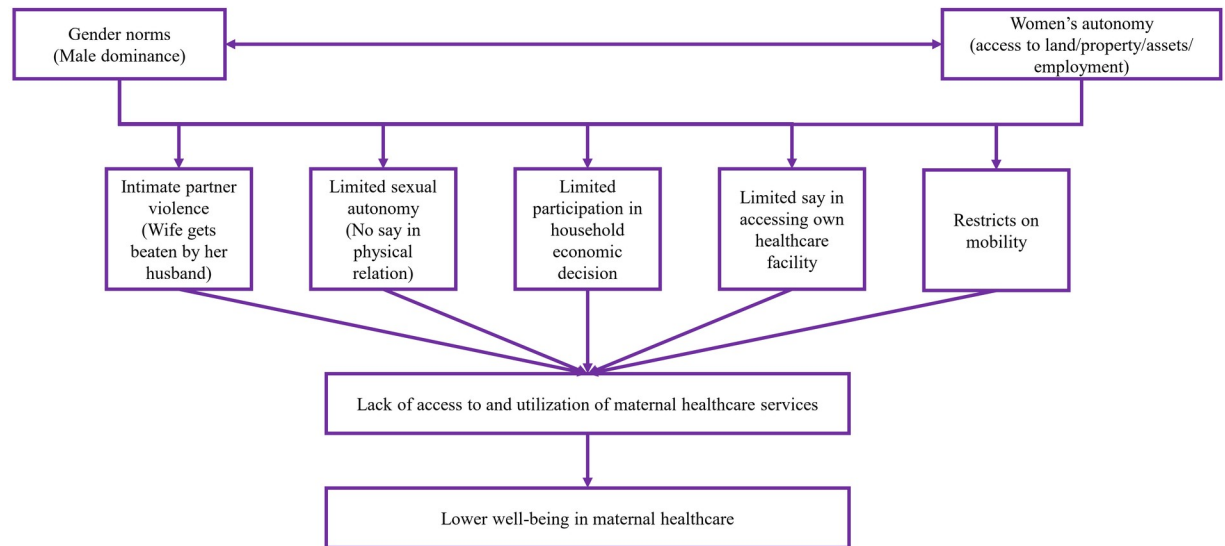 Gender norms
(Male dominance)
Women’s autonomy
(access to land/property/assets/
employment)
Intimate partner
violence
(Wife gets
beaten by her
husband)
Limited sexual
autonomy
(No say in
physical
relation)
Limited
participation in
household
economic
decision
Limited say in
accessing own
healthcare
facility
Restricts on
mobility
Lack of access to and utilization of maternal healthcare services
Lower well-being in maternal healthcare